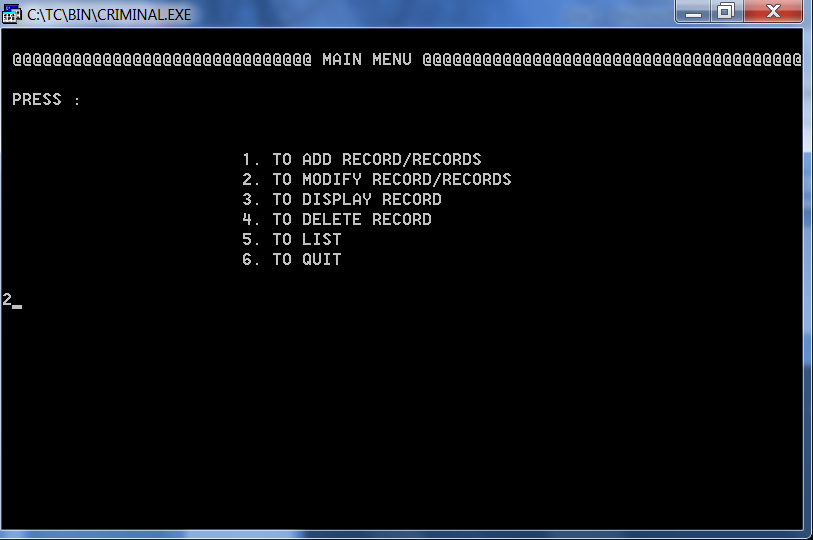 C:\TC\BIN\CRIMINAL.EXE
@@@@@@@@@@@@@@@@@@@@@@@@@@@@@@ MAIN MENU @@@@@@@@@@@@@@@@@@@@@@@@@@@@@@@@@@@@@@
PRESS :
1. TO ADD RECORD/RECORDS
2. TO MODIFY RECORD/RECORDS
3. TO DISPLAY RECORD
4. TO DELETE RECORD
5. TO LIST
6. TO QUIT
2_